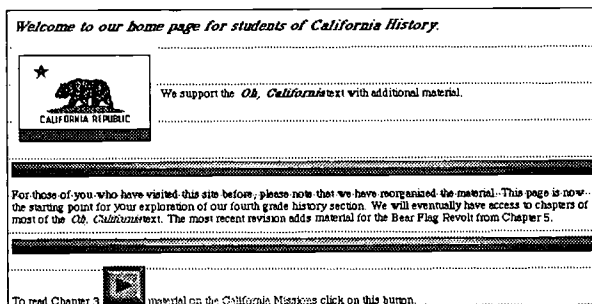 Welcome to our home page for students of California History.
CALIFORNIA REPUBLIC
We support the Oh, California text with additional material.
For those of you who have visited this site before, please note that we have reorganized the material. This page is now
the starting point for your exploration of our fourth grade history section. We will eventually have access to chapters of
most of the Oh, California text. The most recent revision adds material for the Bear Flag Revolt from Chapter 5.
To read Chapter 3 material on the California Missions click on this button.